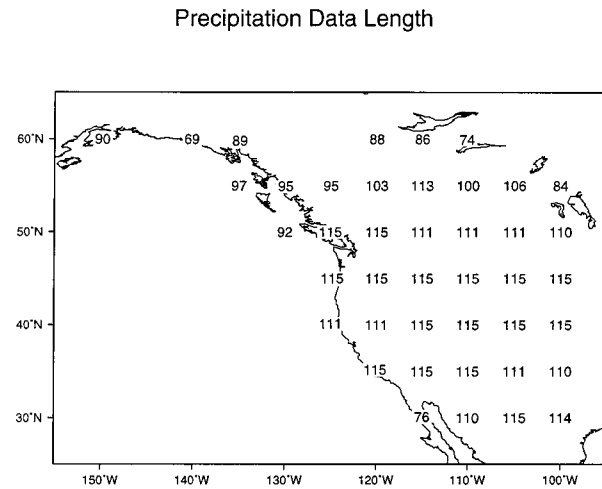 Precipitation Data Length
60°N 90 69 89 88 86 74
97 95 95 103 113 100 106 84
50°N 92 115 115 111 111 111 110
115 115 115 115 115 115
40°N 111 111 115 115 115 115
115 115 115 111 110
30°N 76 110 115 114
150°W 140°W 130°W 120°W 110°W 100°W